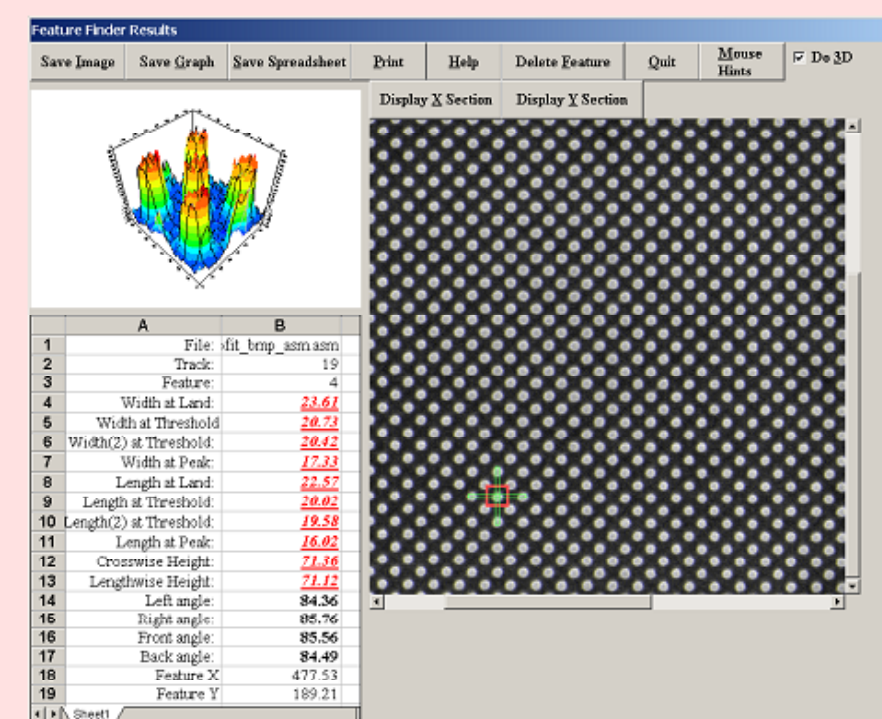 Feature Finder Results
Save Image Save Graph Save Spreadsheet Print Help Delete Feature Quit Mouse Hints Do 3D
Display X Section Display Y Section
A B
1 File: fit_bmp_asm.asm
2 Track: 19
3 Feature: 4
4 Width at Land: 23.61
5 Width at Threshold 20.73
6 Width(2) at Threshold: 20.42
7 Width at Peak: 17.33
8 Length at Land: 22.57
9 Length at Threshold: 20.02
10 Length(2) at Threshold: 19.58
11 Length at Peak: 16.02
12 Crosswise Height: 71.36
13 Lengthwise Height: 71.12
14 Left angle: 84.36
15 Right angle: 85.76
16 Front angle: 85.56
17 Back angle: 84.49
18 Feature X 477.53
19 Feature Y 189.21
Sheet1